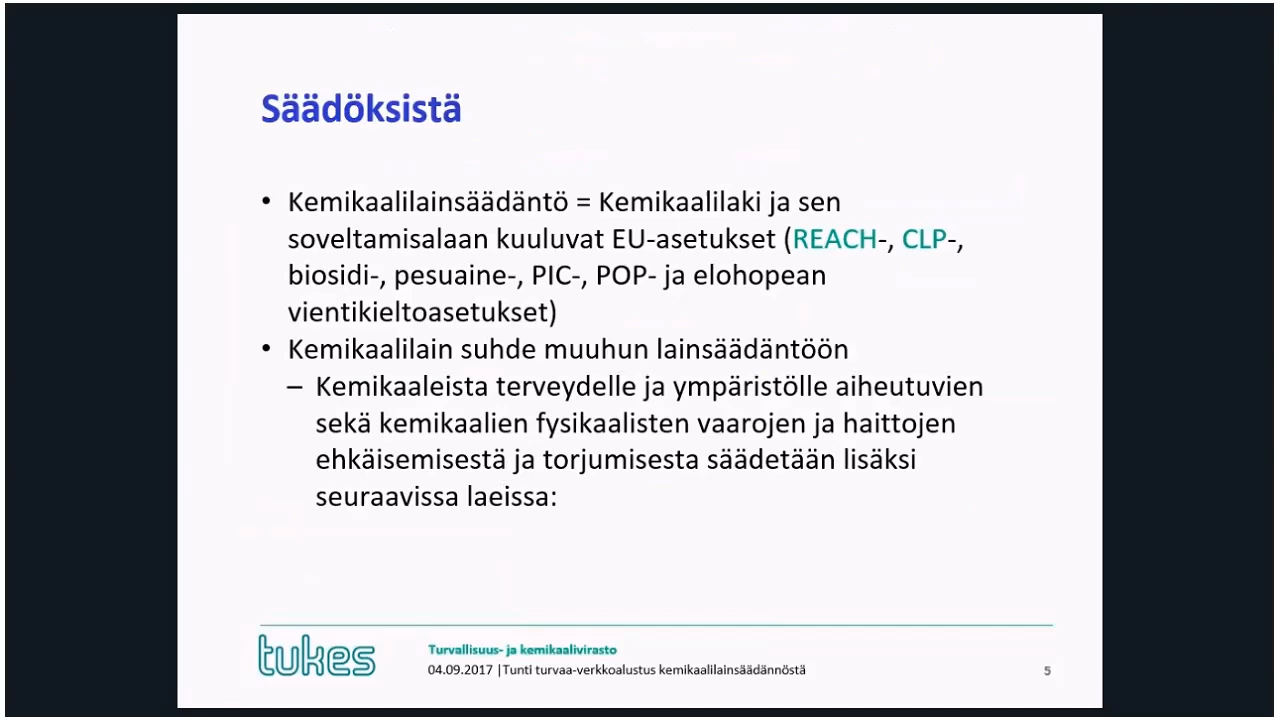 Säädöksistä
• Kemikaalilainsäädäntö = Kemikaalilaki ja sen
soveltamisalaan kuuluvat EU-asetukset (REACH-, CLP-,
biosidi-, pesuaine-, PIC-, POP- ja elohopean
vientikieltoasetukset)
• Kemikaalilain suhde muuhun lainsäädäntöön
– Kemikaaleista terveydelle ja ympäristölle aiheutuvien
sekä kemikaalien fysikaalisten vaarojen ja haittojen
ehkäisemisestä ja torjumisesta säädetään lisäksi
seuraavissa laeissa:
tukes
Turvallisuus- ja kemikaalivirasto
04.09.2017 |Tunti turvaa-verkkoalustus kemikaalilainsäädännöstä
5